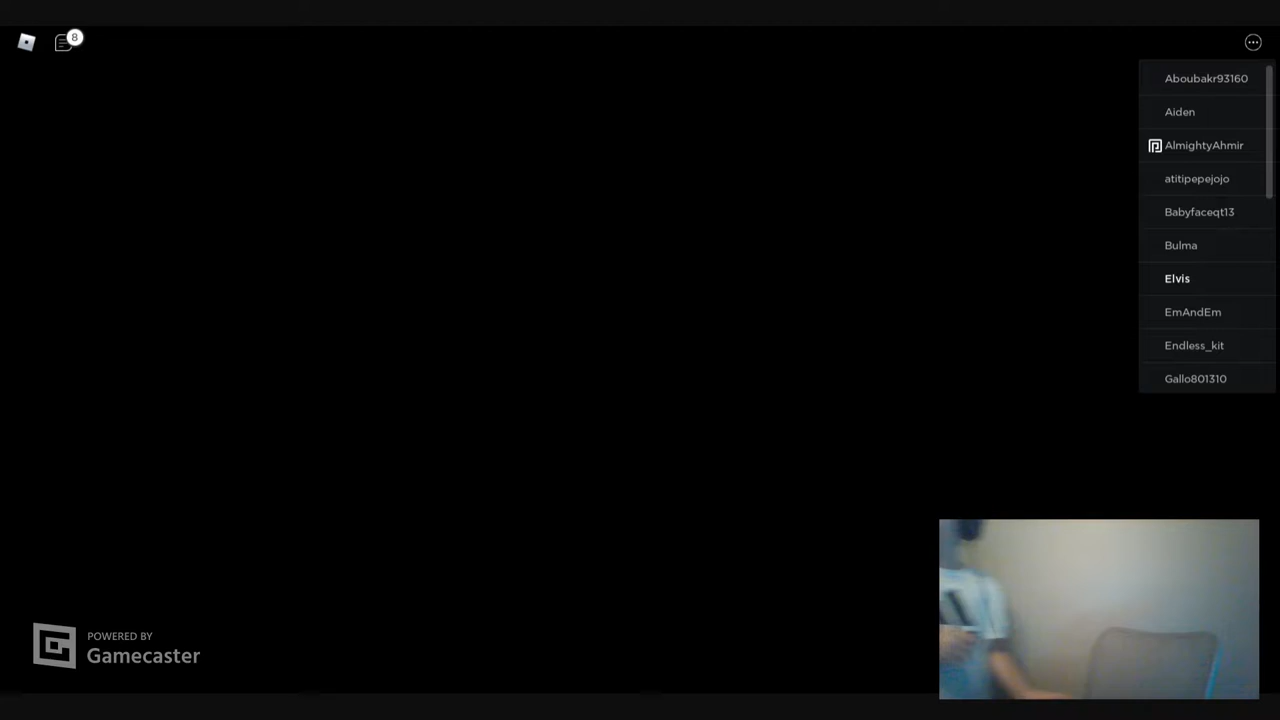 8
Aboubakr93160
Aiden
AlmightyAhmir
atitipepejojo
Babyfaceqt13
Bulma
Elvis
EmAndEm
Endless_kit
Gallo801310
POWERED BY
Gamecaster